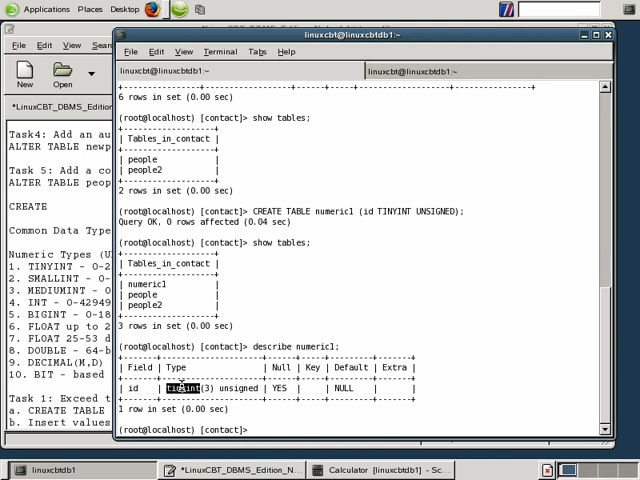 Applications Places Desktop
linuxcbt@linuxcbtdb1:~
File Edit View Sear
New Open
*LinuxCBT_DBMS_Edition
Task4: Add an au
ALTER TABLE newp
Task 5: Add a co
ALTER TABLE peop
CREATE
Common Data Type
Numeric Types (U
1. TINYINT - 0-2
2. SMALLINT - 0-
3. MEDIUMINT - 0
4. INT - 0-42949
5. BIGINT - 0-18
6. FLOAT up to 2
7. FLOAT 25-53 d
8. DOUBLE - 64-b
9. DECIMAL(M,D)
10. BIT - based
Task 1: Exceed t
a. CREATE TABLE
b. Insert values
File Edit View Terminal Tabs Help
linuxcbt@linuxcbtdb1:~ linuxcbt@linuxcbtdb1:~
6 rows in set (0.00 sec)
(root@localhost) [contact]> show tables;
+-------------------+
| Tables_in_contact |
+-------------------+
| people |
| people2 |
+-------------------+
2 rows in set (0.00 sec)
(root@localhost) [contact]> CREATE TABLE numeric1 (id TINYINT UNSIGNED);
Query OK, 0 rows affected (0.04 sec)
(root@localhost) [contact]> show tables;
+-------------------+
| Tables_in_contact |
+-------------------+
| numeric1 |
| people |
| people2 |
+-------------------+
3 rows in set (0.00 sec)
(root@localhost) [contact]> describe numeric1;
+-------+---------------------+------+-----+---------+-------+
| Field | Type | Null | Key | Default | Extra |
+-------+---------------------+------+-----+---------+-------+
| id | tinyint(3) unsigned | YES | | NULL | |
+-------+---------------------+------+-----+---------+-------+
1 row in set (0.00 sec)
(root@localhost) [contact]>
linuxcbtdb1 *LinuxCBT_DBMS_Edition_N... Calculator [linuxcbtdb1] - Sc...